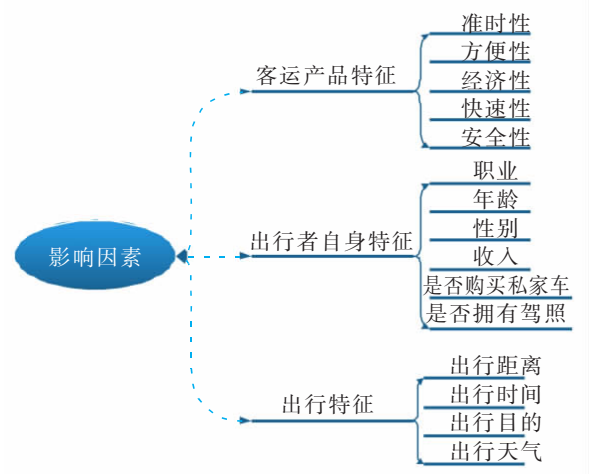 影响因素
客运产品特征
准时性
方便性
经济性
快速性
安全性
出行者自身特征
职业
年龄
性别
收入
是否购买私家车
是否拥有驾照
出行特征
出行距离
出行时间
出行目的
出行天气